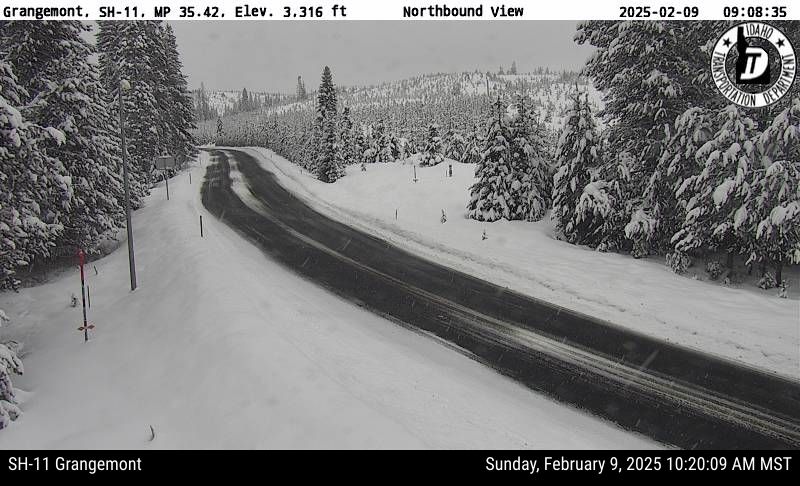 Grangemont, SH-11, MP 35.42, Elev. 3,316 ft Northbound View 2025-02-09 09:08:35
IDAHO
TRANSPORTATION DEPARTMENT
SH-11 Grangemont Sunday, February 9, 2025 10:20:09 AM MST